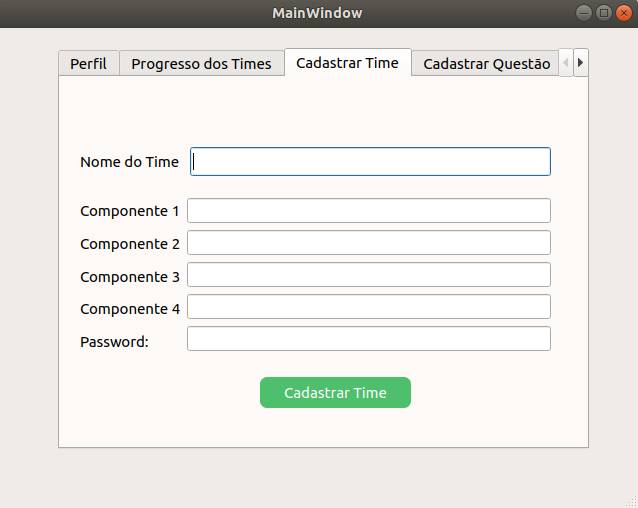 MainWindow
Perfil Progresso dos Times Cadastrar Time Cadastrar Questão
Nome do Time
Componente 1
Componente 2
Componente 3
Componente 4
Password:
Cadastrar Time